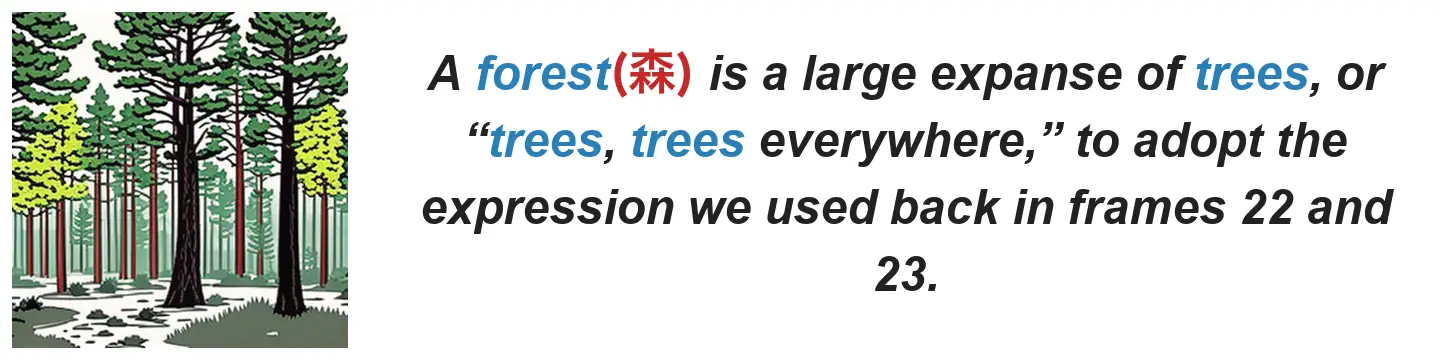 A forest(森) is a large expanse of trees, or
“trees, trees everywhere,” to adopt the
expression we used back in frames 22 and
23.